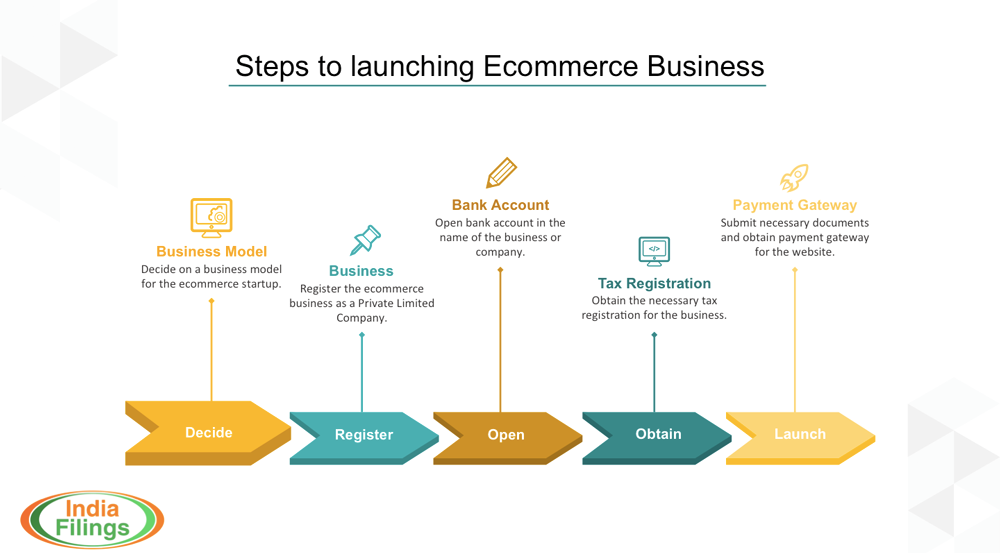 Steps to launching Ecommerce Business
Business Model
Decide on a business model
for the ecommerce startup.
Business
Register the ecommerce
business as a Private Limited
Company.
Bank Account
Open bank account in the
name of the business or
company.
</>
Tax Registration
Obtain the necessary tax
registration for the business.
Payment Gateway
Submit necessary documents
and obtain payment gateway
for the website.
Decide
Register
Open
Obtain
Launch
India
Filings